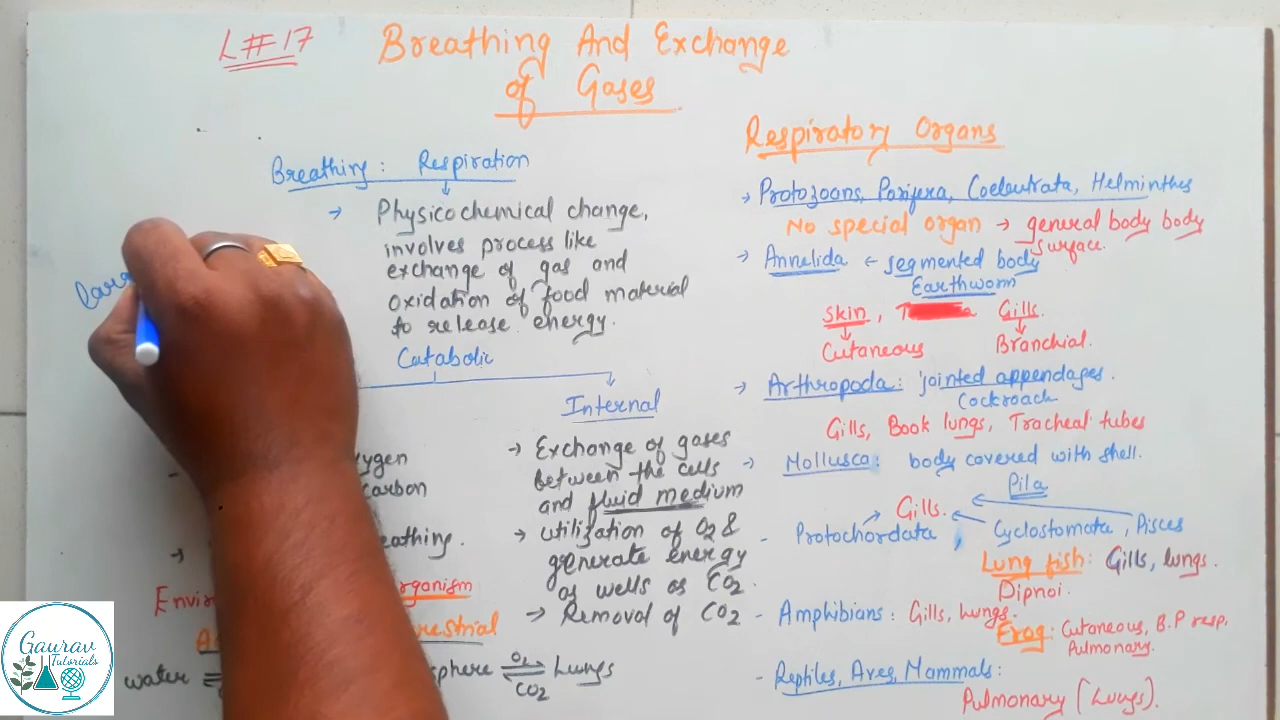 L#17 Breathing And Exchange
of Gases
Breathing: Respiration
→ Physicochemical change,
involves process like
exchange of gas and
oxidation of food material
to release energy.
Catabolic
Internal
→ Exchange of gases
between the cells
and fluid medium
→ utilization of O2 &
generate energy
as wells as CO2.
→ Removal of CO2
carbon
O2
CO2
Lungs
water
Respiratory Organs
→ Protozoons, Porifera, Coelentrata, Helminthes
No special organ → general body body
surface.
→ Annelida ← segmented body
Earthworm
Skin, Gills.
Cutaneous Branchial.
→ Arthropoda: jointed appendages.
Cockroach
Gills, Book lungs, Tracheal tubes
→ Mollusca: body covered with shell.
Pila
Gills.
- Protochordata, Cyclostomata, Pisces
Lung fish: Gills, lungs.
Dipnoi.
- Amphibians: Gills, lungs.
Frog: Cutaneous, B.P resp.
Pulmonary.
- Reptiles, Aves, Mammals:
Pulmonary (Lungs).
Gaurav
Tutorials